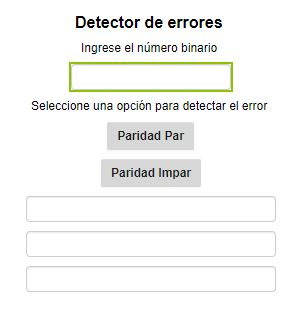 Detector de errores
Ingrese el número binario
Seleccione una opción para detectar el error
Paridad Par
Paridad Impar